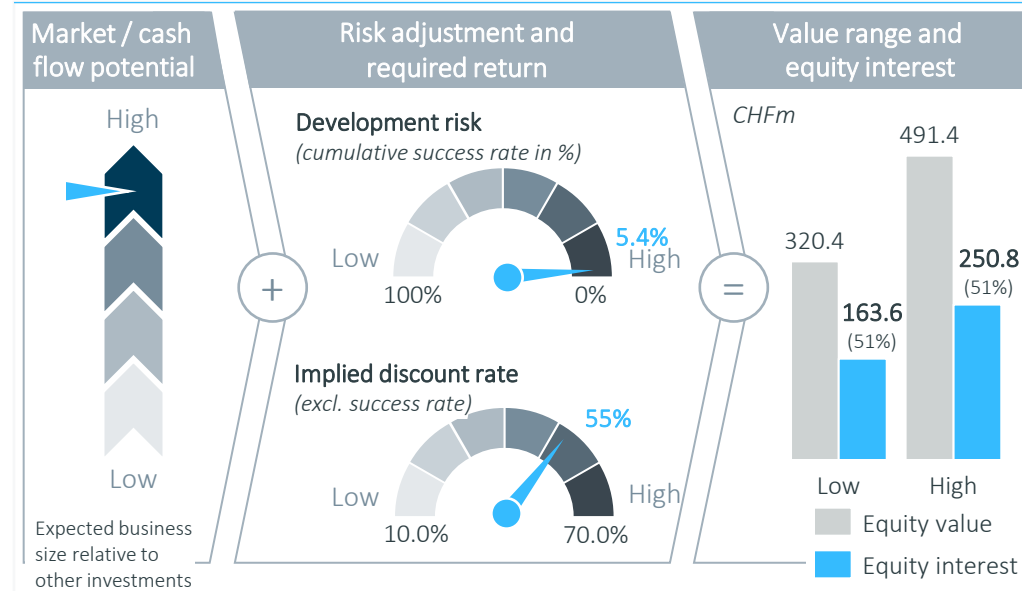 Market / cash
flow potential
High
Low
Expected business
size relative to
other investments
+
Risk adjustment and
required return
Development risk
(cumulative success rate in %)
5.4%
Low
High
100%
0%
Implied discount rate
(excl. success rate)
55%
Low
High
10.0%
70.0%
=
Value range and
equity interest
CHFm
491.4
320.4
250.8
(51%)
163.6
(51%)
Low
High
Equity value
Equity interest